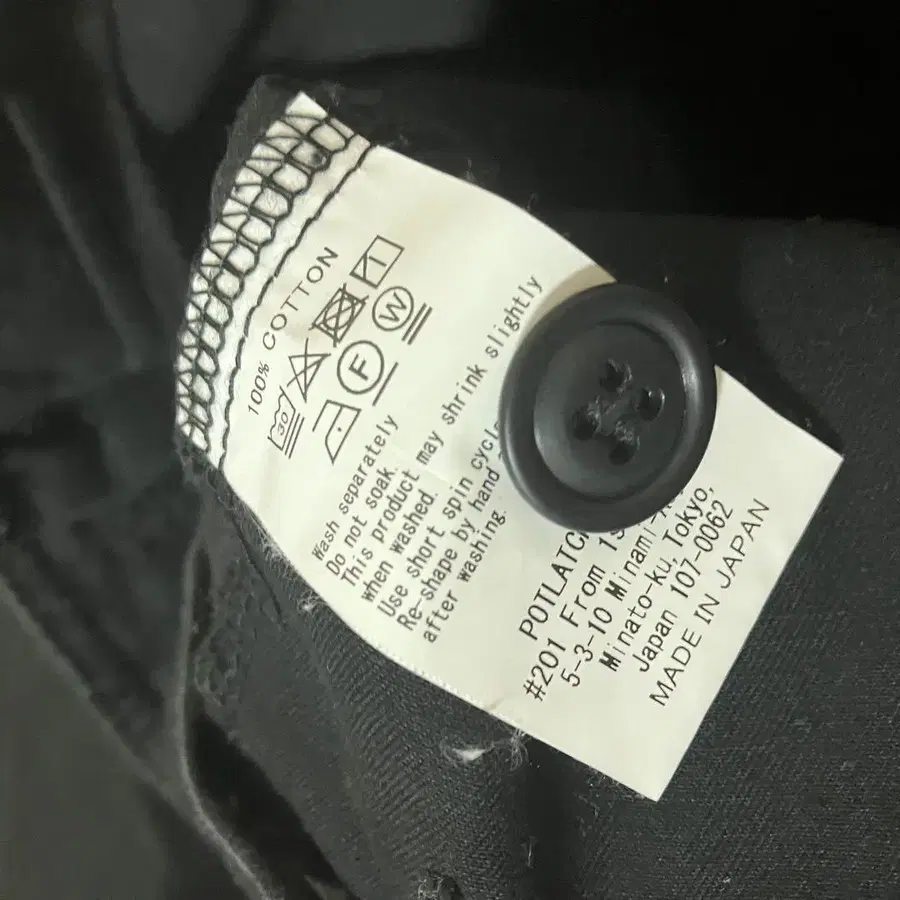 100% COTTON
30
F W
Wash separately
Do not soak.
This product may shrink slightly
when washed.
Use short spin
Re-shape by hand
after washing.
#201 From
5-3-10 Minami-
Minato-ku, Tokyo,
Japan 107-0062
MADE IN JAPAN